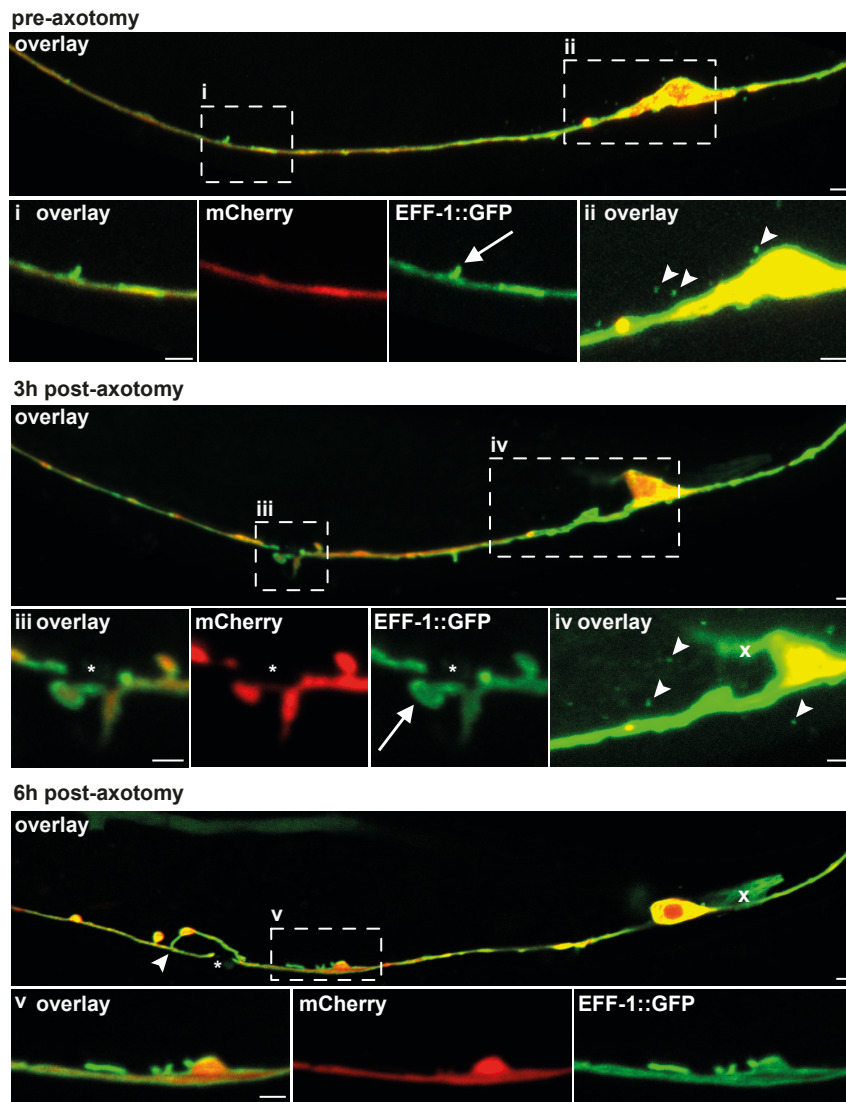 pre-axotomy
overlay
i
ii
i overlay
mCherry
EFF-1::GFP
ii overlay
3h post-axotomy
overlay
iii
iv
iii overlay
*
mCherry
*
EFF-1::GFP
*
iv overlay
x
6h post-axotomy
overlay
x
v
*
v overlay
mCherry
EFF-1::GFP